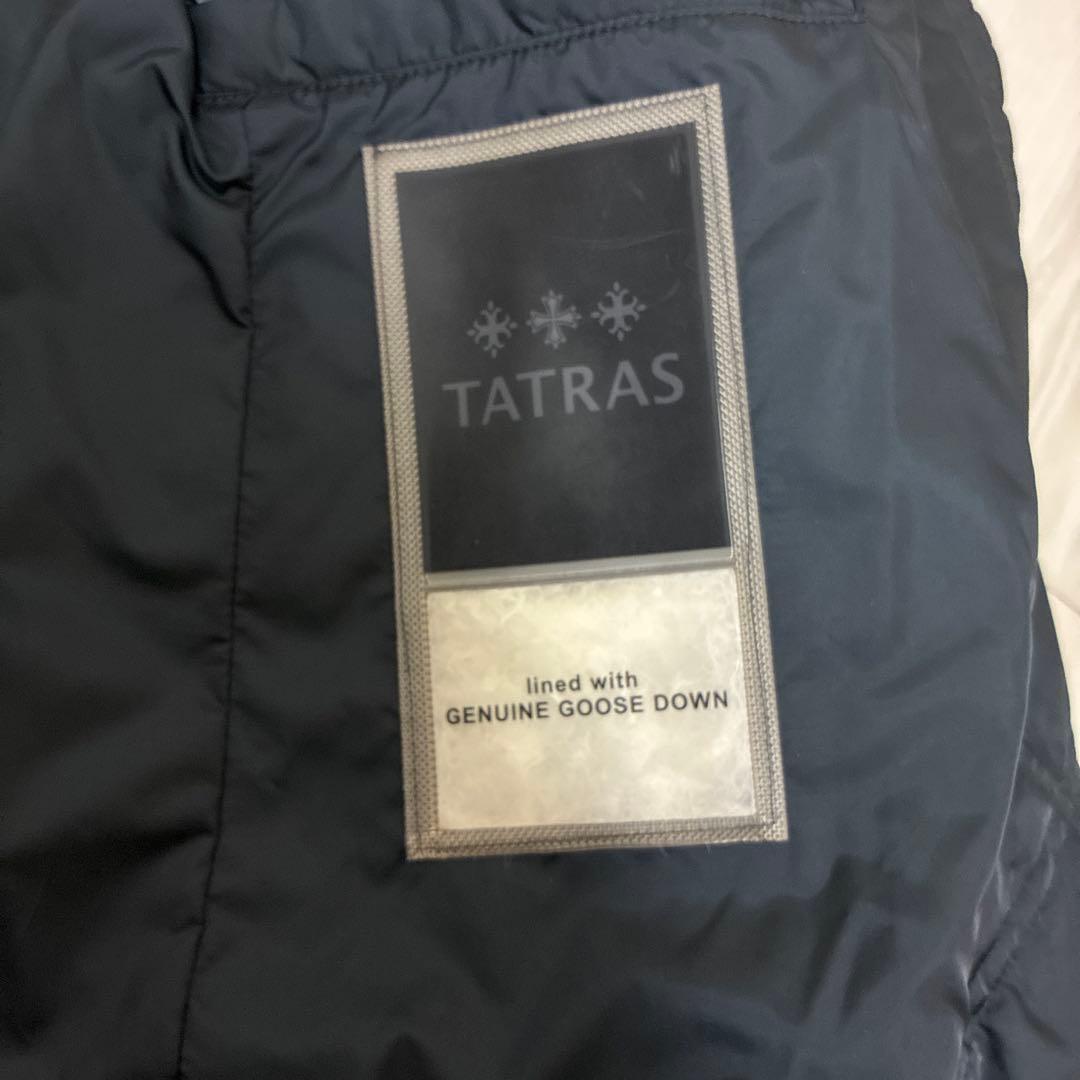 TATRAS
lined with
GENUINE GOOSE DOWN